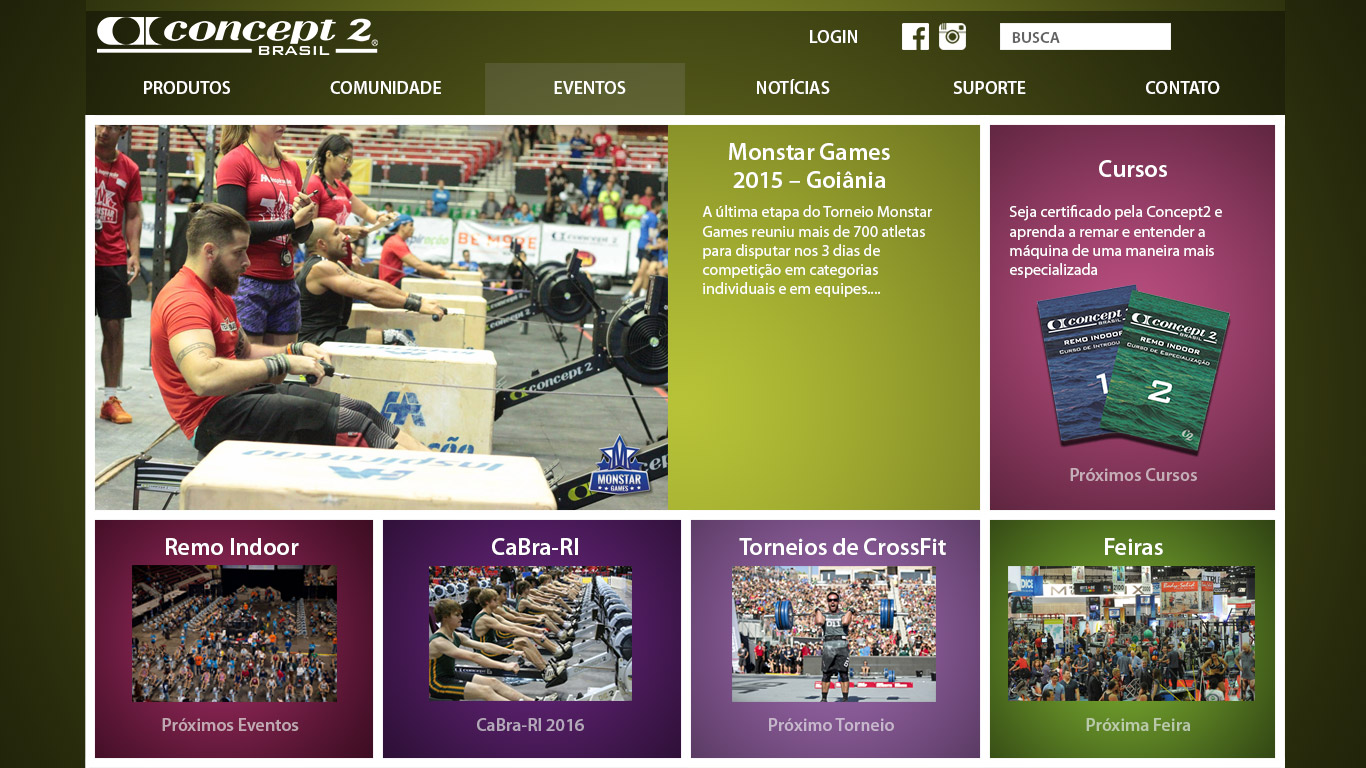 concept 2
BRASIL
LOGIN
BUSCA
PRODUTOS
COMUNIDADE
EVENTOS
NOTÍCIAS
SUPORTE
CONTATO
BE MORE
concept 2
concept 2
MONSTAR
GAMES
Monstar Games
2015 – Goiânia
A última etapa do Torneio Monstar
Games reuniu mais de 700 atletas
para disputar nos 3 dias de
competição em categorias
individuais e em equipes....
Cursos
Seja certificado pela Concept2 e
aprenda a remar e entender a
máquina de uma maneira mais
especializada
concept
BRASIL
REMO INDOOR
1
concept 2
BRASIL
REMO INDOOR
CURSO DE ESPECIALIZAÇÃO
2
Próximos Cursos
Remo Indoor
Próximos Eventos
CaBra-RI
CaBra-RI 2016
Torneios de CrossFit
Próximo Torneio
Feiras
Próxima Feira